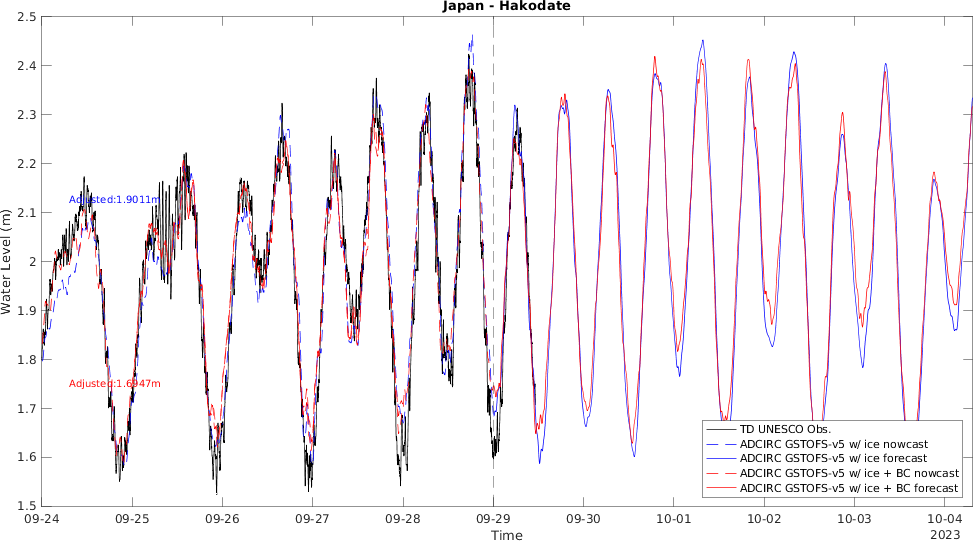 Japan - Hakodate
2.5
2.4
2.3
2.2
2.1
2
1.9
1.8
1.7
1.6
1.5
Water Level (m)
Adjusted:1.9011m
Adjusted:1.6947m
TD UNESCO Obs.
ADCIRC GSTOFS-v5 w/ ice nowcast
ADCIRC GSTOFS-v5 w/ ice forecast
ADCIRC GSTOFS-v5 w/ ice + BC nowcast
ADCIRC GSTOFS-v5 w/ ice + BC forecast
09-24 09-25 09-26 09-27 09-28 09-29 09-30 10-01 10-02 10-03 10-04
2023
Time